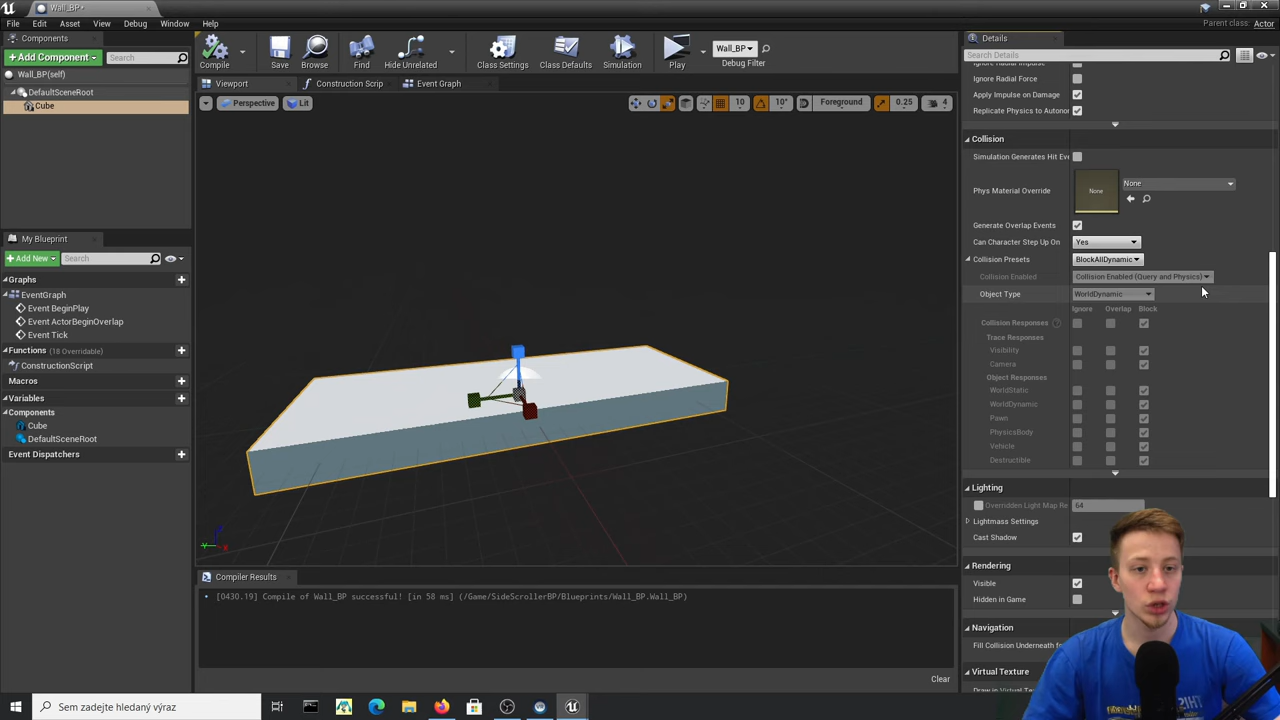 Wall_BP*
File Edit Asset View Debug Window Help
Parent class: Actor
Components
Add Component
Search
Wall_BP(self)
DefaultSceneRoot
Cube
Compile
Save
Browse
Find
Hide Unrelated
Class Settings
Class Defaults
Simulation
Play
Wall_BP
Debug Filter
Viewport
Construction Scrip
Event Graph
Perspective
Lit
10
10°
Foreground
0.25
4
My Blueprint
Add New
Search
Graphs
EventGraph
Event BeginPlay
Event ActorBeginOverlap
Event Tick
Functions (18 Overridable)
ConstructionScript
Macros
Variables
Components
Cube
DefaultSceneRoot
Event Dispatchers
Compiler Results
[0430.19] Compile of Wall_BP successful! [in 58 ms] (/Game/SideScrollerBP/Blueprints/Wall_BP.Wall_BP)
Clear
Details
Search Details
Ignore Radial Impulse
Ignore Radial Force
Apply Impulse on Damage
Replicate Physics to Autonor
Collision
Simulation Generates Hit Eve
Phys Material Override
None
None
Generate Overlap Events
Can Character Step Up On
Yes
Collision Presets
BlockAllDynamic
Collision Enabled
Collision Enabled (Query and Physics)
Object Type
WorldDynamic
Ignore Overlap Block
Collision Responses
?
Trace Responses
Visibility
Camera
Object Responses
WorldStatic
WorldDynamic
Pawn
PhysicsBody
Vehicle
Destructible
Lighting
Overridden Light Map Re
64
Lightmass Settings
Cast Shadow
Rendering
Visible
Hidden in Game
Navigation
Fill Collision Underneath fo
Virtual Texture
Sem zadejte hledaný výraz